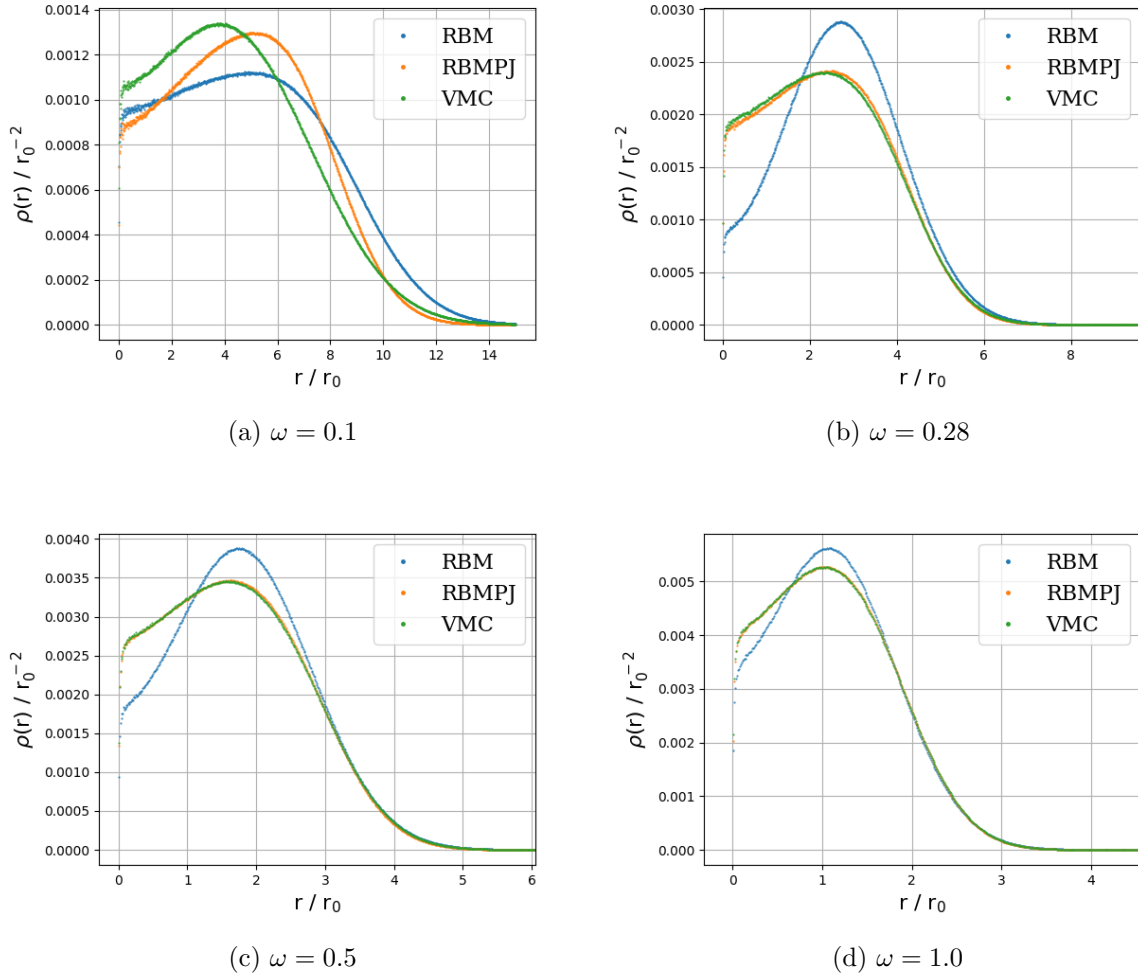 0.0014
0.0012
0.0010
0.0008
0.0006
0.0004
0.0002
0.0000
ρ(r) / r₀⁻²
0 2 4 6 8 10 12 14
r / r₀
RBM
RBMPJ
VMC
(a) ω = 0.1
0.0030
0.0025
0.0020
0.0015
0.0010
0.0005
0.0000
ρ(r) / r₀⁻²
0 2 4 6 8
r / r₀
RBM
RBMPJ
VMC
(b) ω = 0.28
0.0040
0.0035
0.0030
0.0025
0.0020
0.0015
0.0010
0.0005
0.0000
ρ(r) / r₀⁻²
0 1 2 3 4 5 6
r / r₀
RBM
RBMPJ
VMC
(c) ω = 0.5
0.005
0.004
0.003
0.002
0.001
0.000
ρ(r) / r₀⁻²
0 1 2 3 4
r / r₀
RBM
RBMPJ
VMC
(d) ω = 1.0